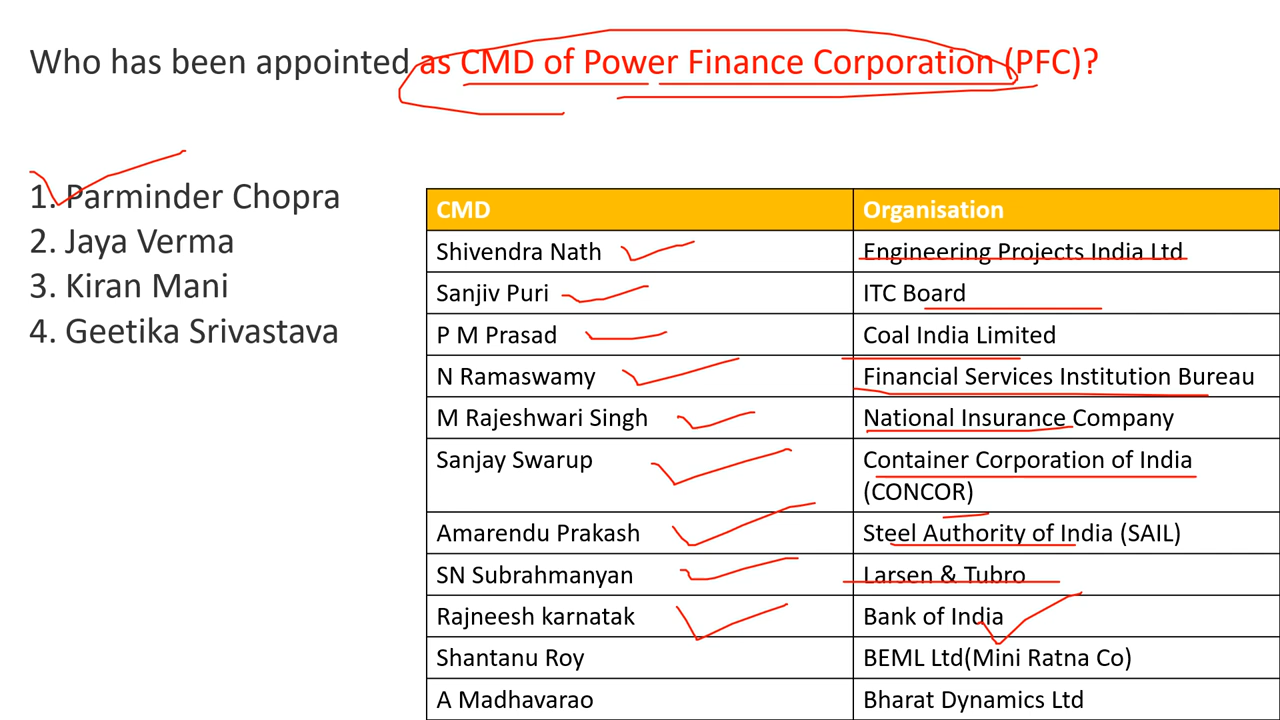 Who has been appointed as CMD of Power Finance Corporation (PFC)?
1. Parminder Chopra
2. Jaya Verma
3. Kiran Mani
4. Geetika Srivastava
CMD Organisation
Shivendra Nath Engineering Projects India Ltd
Sanjiv Puri ITC Board
P M Prasad Coal India Limited
N Ramaswamy Financial Services Institution Bureau
M Rajeshwari Singh National Insurance Company
Sanjay Swarup Container Corporation of India
(CONCOR)
Amarendu Prakash Steel Authority of India (SAIL)
SN Subrahmanyan Larsen & Tubro
Rajneesh karnatak Bank of India
Shantanu Roy BEML Ltd(Mini Ratna Co)
A Madhavarao Bharat Dynamics Ltd